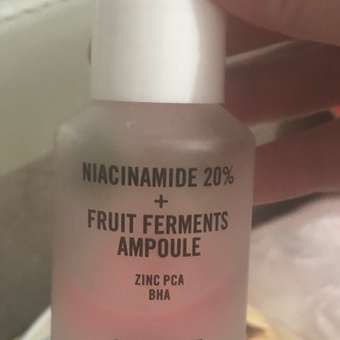 NIACINAMIDE 20%
+
FRUIT FERMENTS
AMPOULE
ZINC PCA
BHA